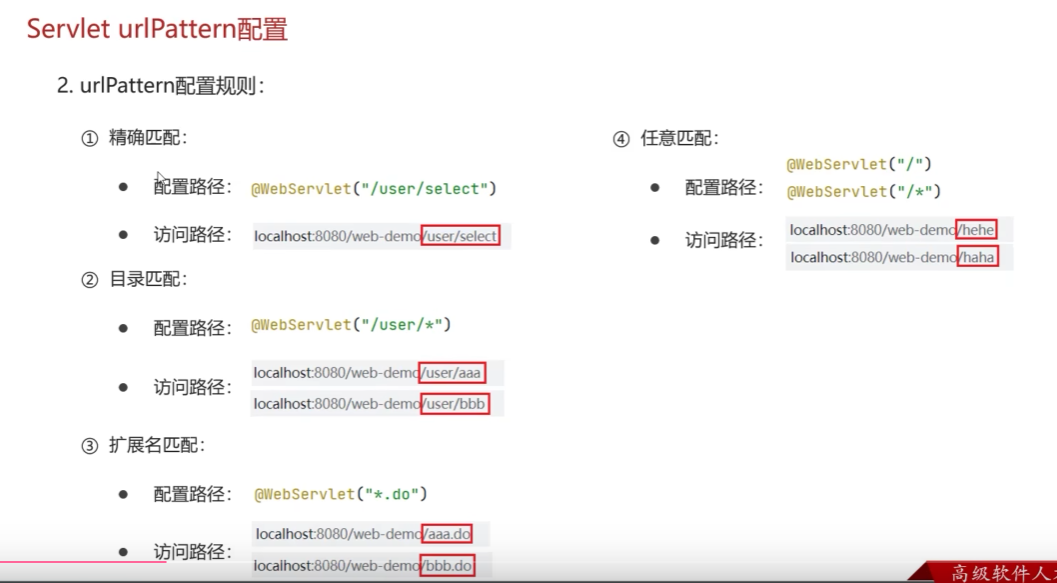 Servlet urlPattern配置
2. urlPattern配置规则：
① 精确匹配：
● 配置路径： @WebServlet("/user/select")
● 访问路径： localhost:8080/web-demo/user/select
② 目录匹配：
● 配置路径： @WebServlet("/user/*")
● 访问路径：
localhost:8080/web-demo/user/aaa
localhost:8080/web-demo/user/bbb
③ 扩展名匹配：
● 配置路径： @WebServlet("*.do")
● 访问路径：
localhost:8080/web-demo/aaa.do
localhost:8080/web-demo/bbb.do
④ 任意匹配：
● 配置路径：
@WebServlet("/")
@WebServlet("/*")
● 访问路径：
localhost:8080/web-demo/hehe
localhost:8080/web-demo/haha
高级软件人